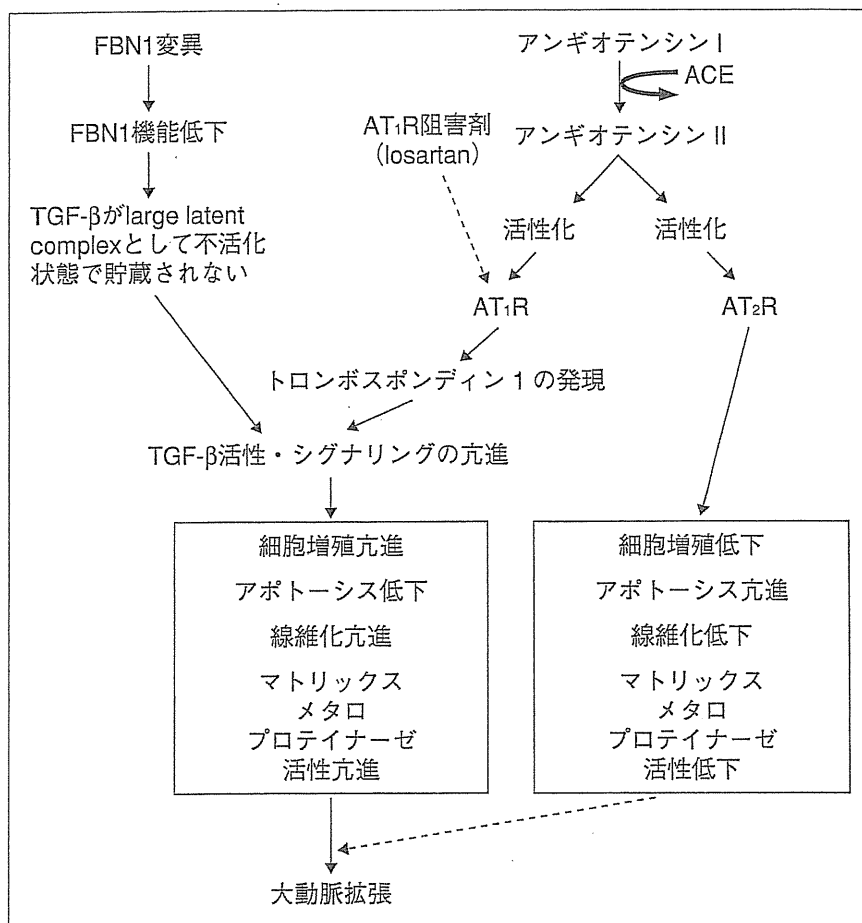 FBN1変異
FBN1機能低下
TGF-βがlarge latent
complexとして不活化
状態で貯蔵されない
アンギオテンシン I
ACE
AT₁R阻害剤
（losartan）
アンギオテンシン II
活性化
活性化
AT₁R
AT₂R
トロンボスポンディン 1 の発現
TGF-β活性・シグナリングの亢進
細胞増殖亢進
アポトーシス低下
線維化亢進
マトリックス
メタロ
プロテイナーゼ
活性亢進
細胞増殖低下
アポトーシス亢進
線維化低下
マトリックス
メタロ
プロテイナーゼ
活性低下
大動脈拡張